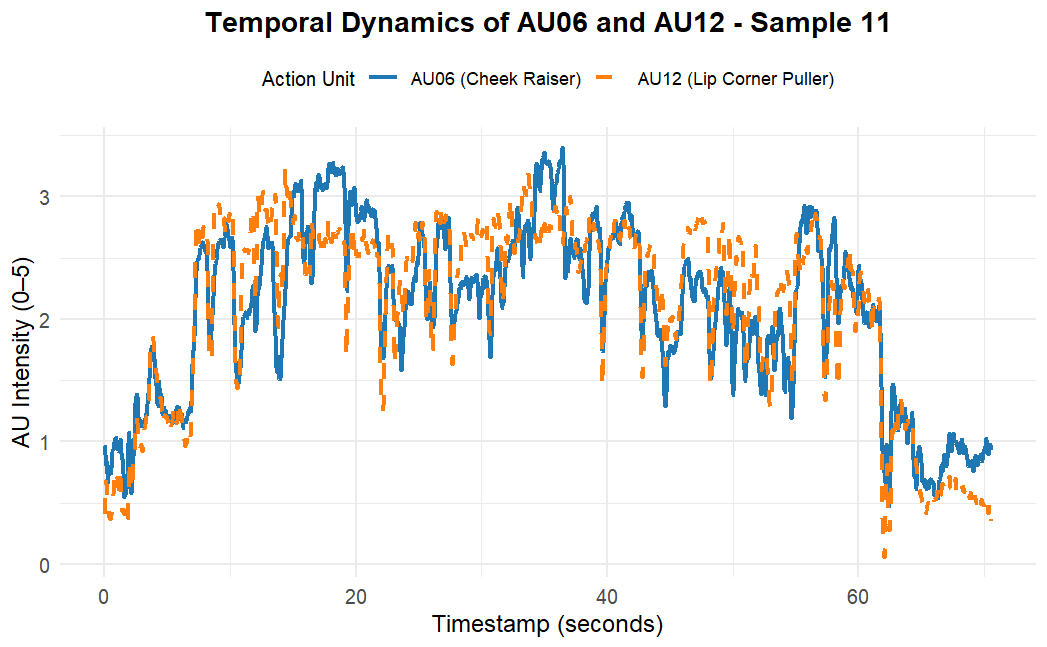 Temporal Dynamics of AU06 and AU12 - Sample 11
Action Unit AU06 (Cheek Raiser) AU12 (Lip Corner Puller)
AU Intensity (0–5)
3
2
1
0
0 20 40 60
Timestamp (seconds)